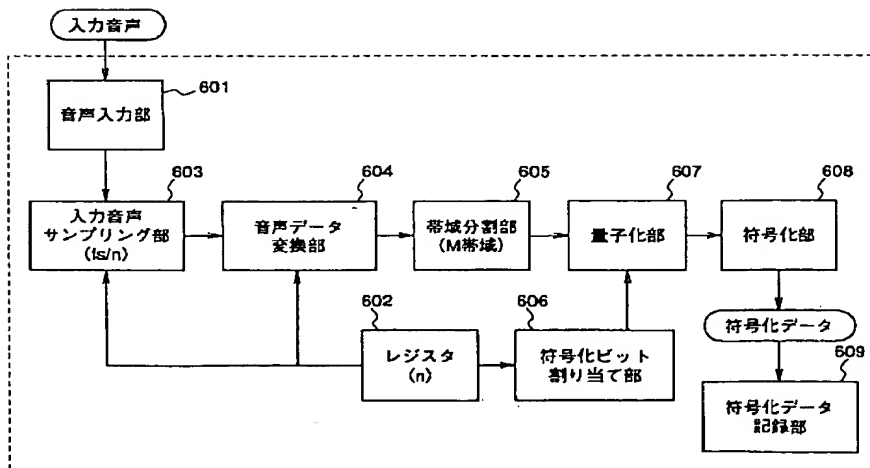 入力音声
601
音声入力部
603
入力音声
サンプリング部
(fs/n)
604
音声データ
変換部
605
帯域分割部
(M帯域)
607
量子化部
608
符号化部
602
レジスタ
(n)
606
符号化ビット
割り当て部
符号化データ
609
符号化データ
記録部